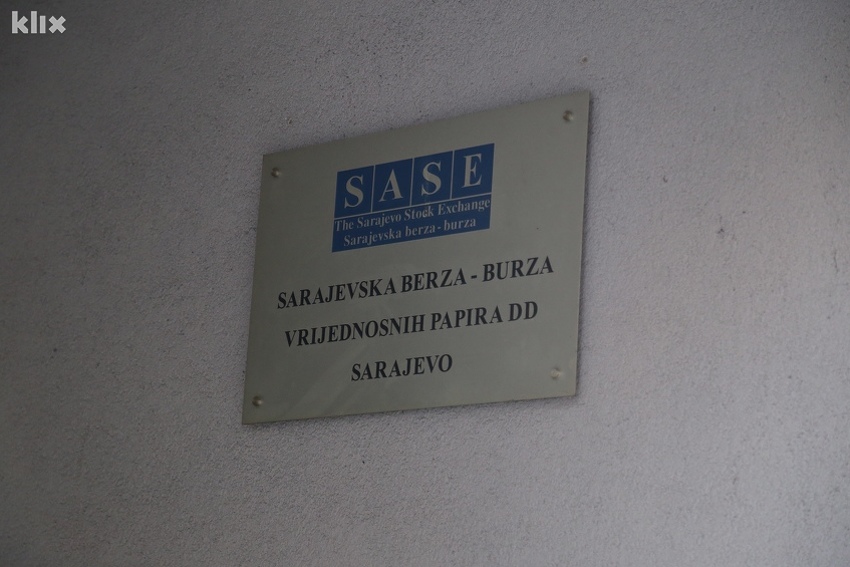 klix
SASE
The Sarajevo Stock Exchange
Sarajevska berza - burza
SARAJEVSKA BERZA - BURZA
VRIJEDNOSNIH PAPIRA DD
SARAJEVO